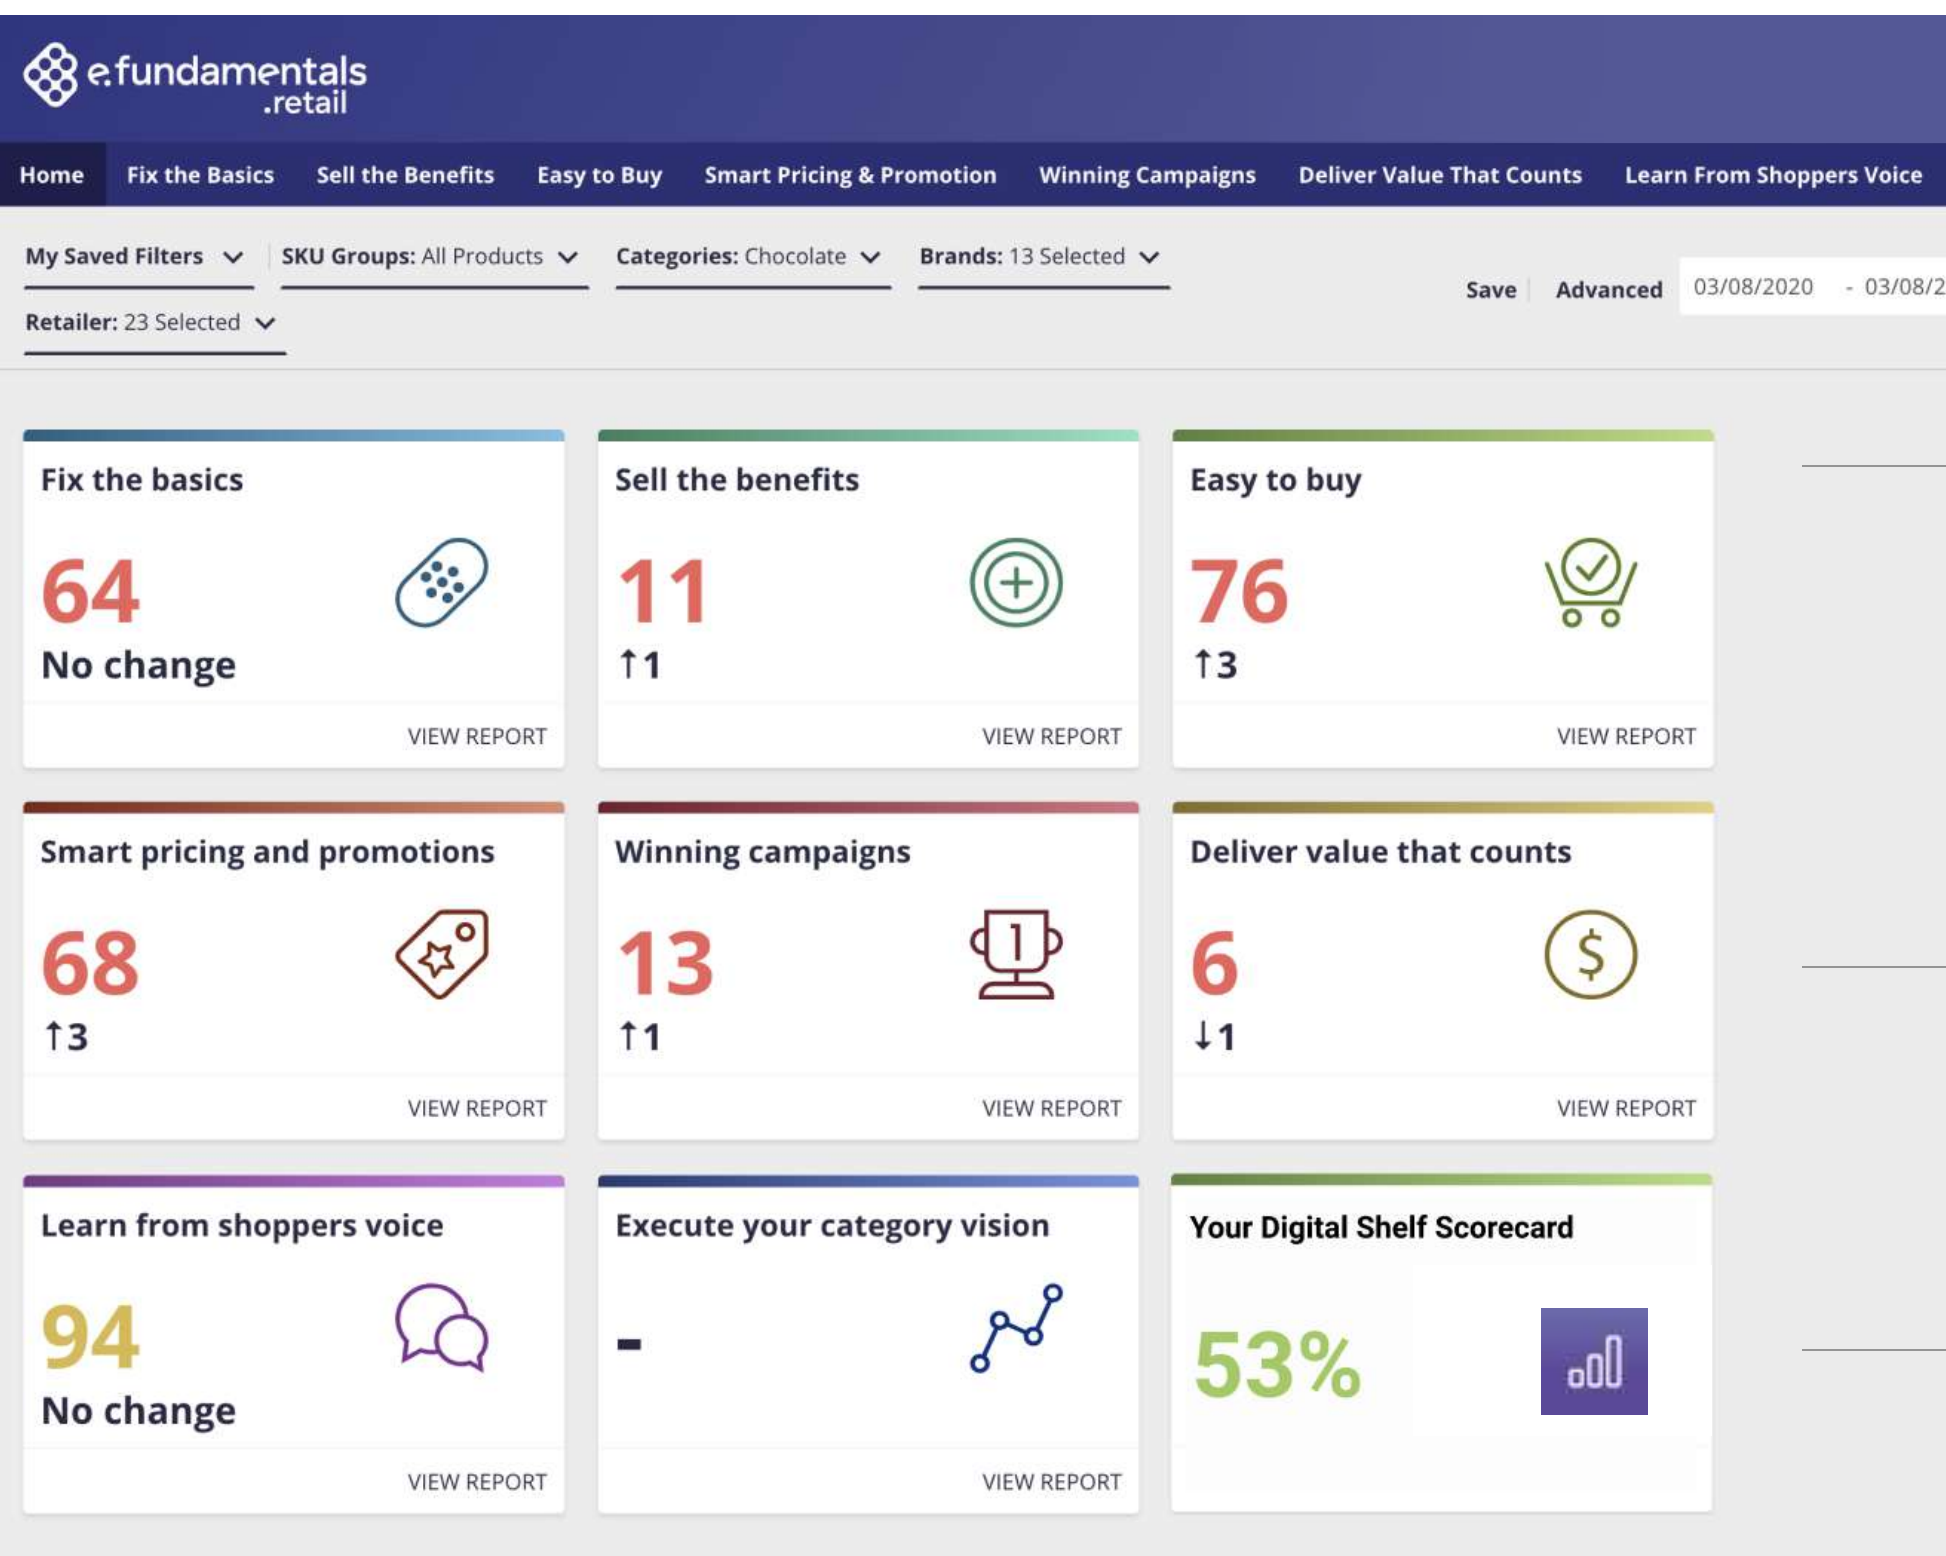 e.fundamentals
.retail
Home Fix the Basics Sell the Benefits Easy to Buy Smart Pricing & Promotion Winning Campaigns Deliver Value That Counts Learn From Shoppers Voice
My Saved Filters SKU Groups: All Products Categories: Chocolate Brands: 13 Selected
Save Advanced 03/08/2020 - 03/08/2
Retailer: 23 Selected
Fix the basics
64
No change
VIEW REPORT
Sell the benefits
11
↑1
VIEW REPORT
Easy to buy
76
↑3
VIEW REPORT
Smart pricing and promotions
68
↑3
VIEW REPORT
Winning campaigns
13
↑1
VIEW REPORT
Deliver value that counts
6
↓1
VIEW REPORT
Learn from shoppers voice
94
No change
VIEW REPORT
Execute your category vision
-
VIEW REPORT
Your Digital Shelf Scorecard
53%